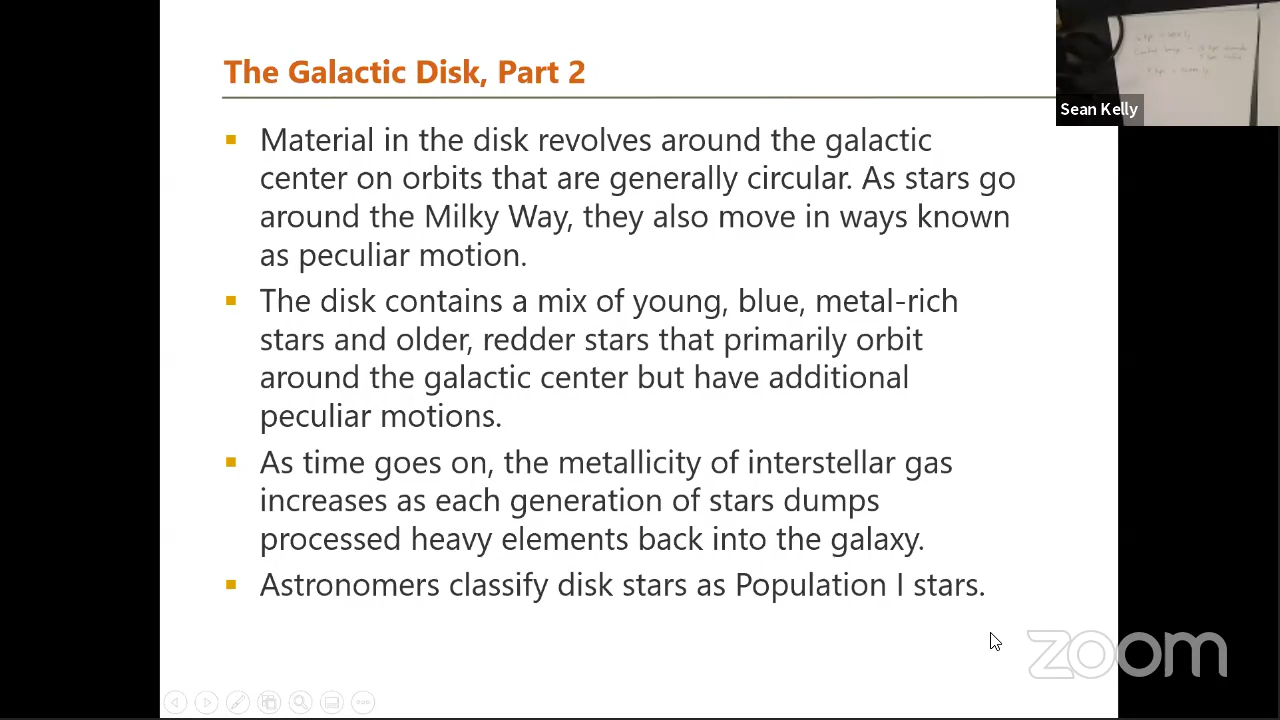 The Galactic Disk, Part 2
Material in the disk revolves around the galactic
center on orbits that are generally circular. As stars go
around the Milky Way, they also move in ways known
as peculiar motion.
The disk contains a mix of young, blue, metal-rich
stars and older, redder stars that primarily orbit
around the galactic center but have additional
peculiar motions.
As time goes on, the metallicity of interstellar gas
increases as each generation of stars dumps
processed heavy elements back into the galaxy.
Astronomers classify disk stars as Population I stars.
Sean Kelly
zoom